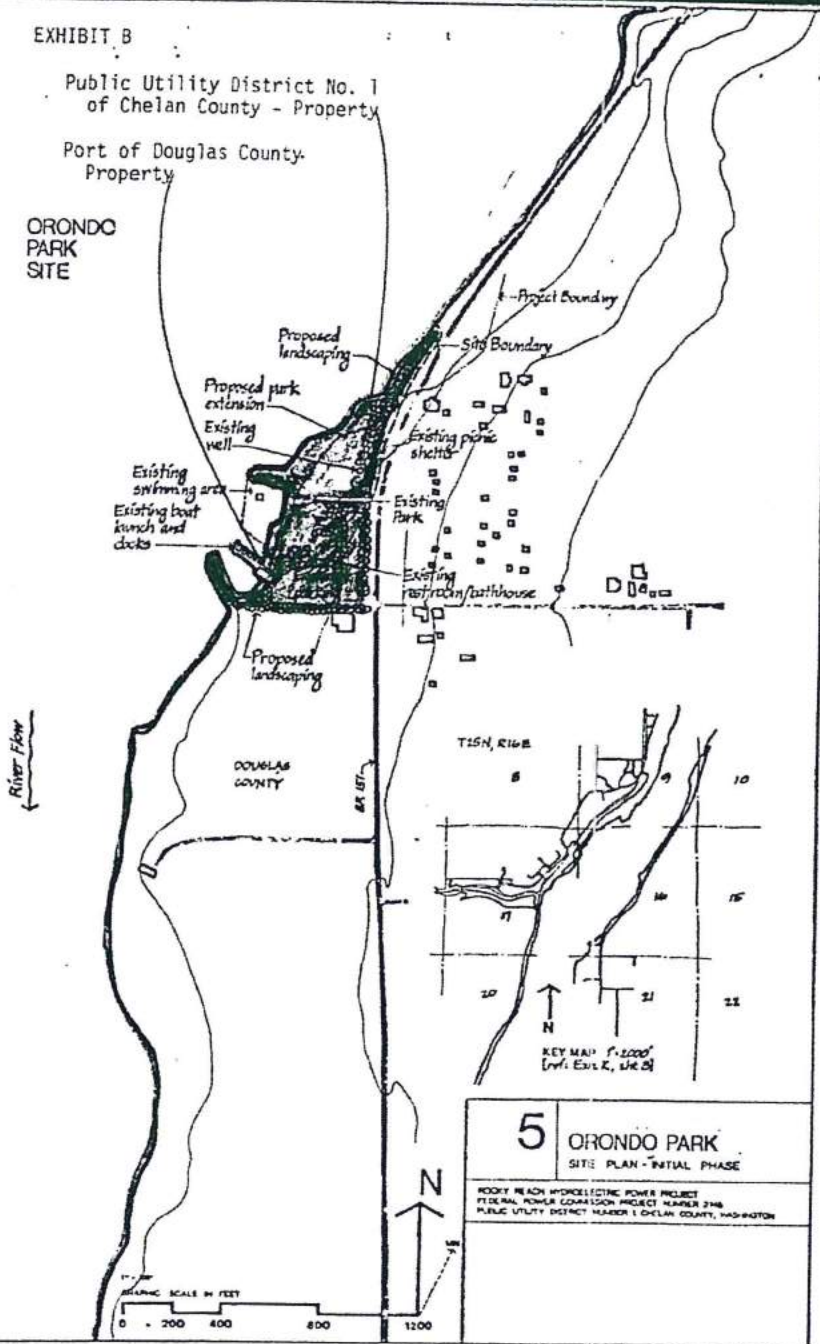 EXHIBIT B
Public Utility District No. 1
of Chelan County - Property
Port of Douglas County
Property
ORONDO
PARK
SITE
Project Boundary
Site Boundary
Proposed
landscaping
Proposed park
extension
Existing
well
Existing picnic
shelter
Existing
swimming area
Existing
Park
Existing boat
launch and
docks
Existing
restroom/bathhouse
Proposed
landscaping
River Flow
DOUGLAS
COUNTY
SR 151
T25N, R16E
8
9
10
17
16
15
20
21
22
N
KEY MAP 1"=2000'
5
ORONDO PARK
SITE PLAN - INITIAL PHASE
ROCKY REACH HYDROELECTRIC POWER PROJECT
FEDERAL POWER COMMISSION PROJECT NUMBER
PUBLIC UTILITY DISTRICT NUMBER 1 CHELAN COUNTY, WASHINGTON
N
GRAPHIC SCALE IN FEET
0 200 400 800 1200